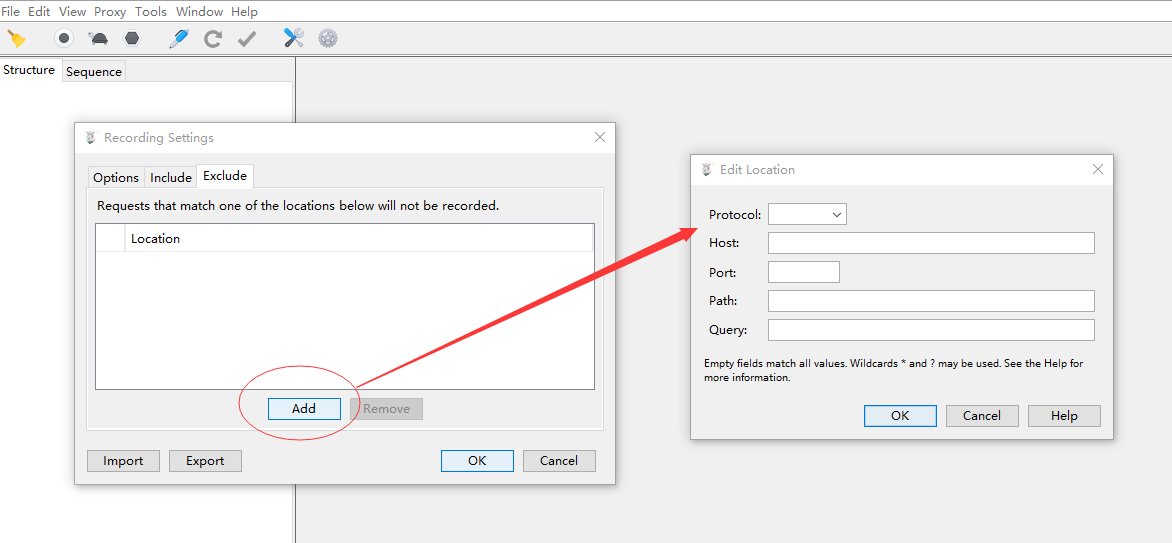 File Edit View Proxy Tools Window Help
Structure Sequence
Recording Settings
Options Include Exclude
Requests that match one of the locations below will not be recorded.
Location
Add Remove
Import Export OK Cancel
Edit Location
Protocol:
Host:
Port:
Path:
Query:
Empty fields match all values. Wildcards * and ? may be used. See the Help for
more information.
OK Cancel Help